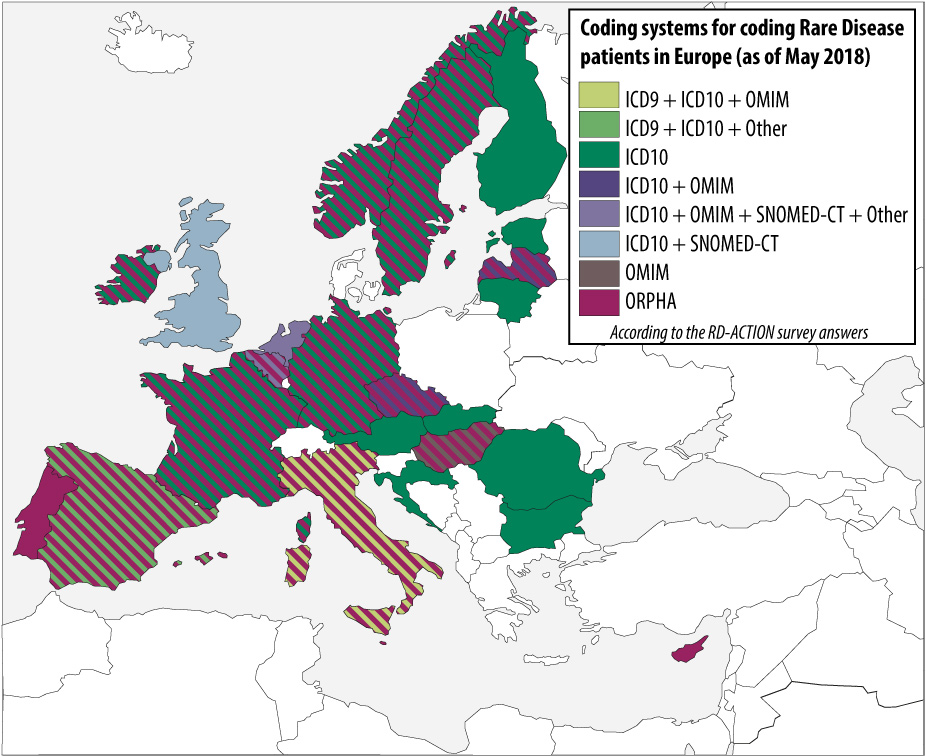 Coding systems for coding Rare Disease
patients in Europe (as of May 2018)
ICD9 + ICD10 + OMIM
ICD9 + ICD10 + Other
ICD10
ICD10 + OMIM
ICD10 + OMIM + SNOMED-CT + Other
ICD10 + SNOMED-CT
OMIM
ORPHA
According to the RD-ACTION survey answers